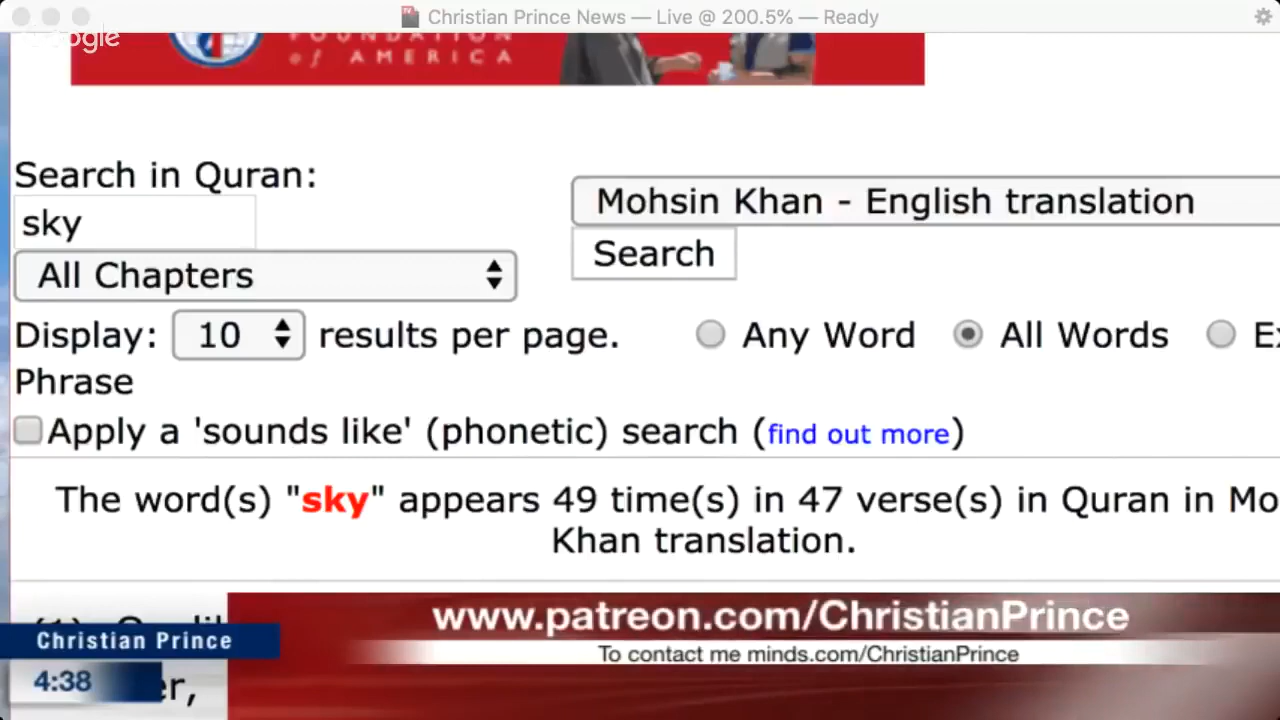 Christian Prince News — Live @ 200.5% — Ready
Google
FOUNDATION
of AMERICA
Search in Quran:
sky
Mohsin Khan - English translation
Search
All Chapters
Display: 10 results per page.
Any Word
All Words
Phrase
Apply a 'sounds like' (phonetic) search (find out more)
The word(s) "sky" appears 49 time(s) in 47 verse(s) in Quran in Mo
Khan translation.
www.patreon.com/ChristianPrince
To contact me minds.com/ChristianPrince
Christian Prince
4:38